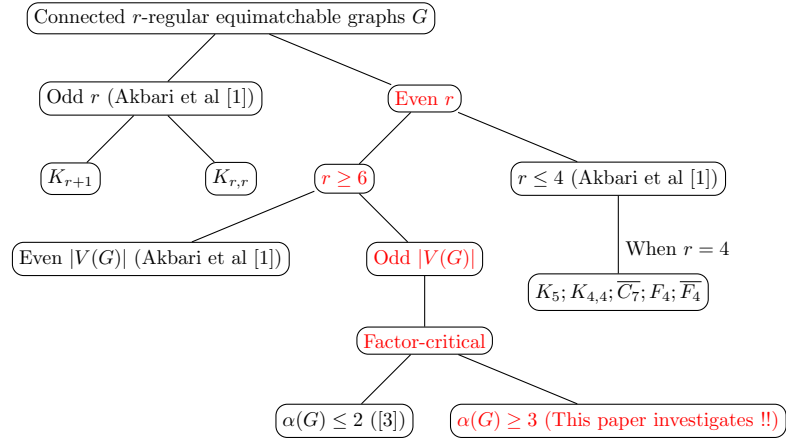 Connected r-regular equimatchable graphs G
Odd r (Akbari et al [1])
Even r
K_{r+1}
K_{r,r}
r ≥ 6
r ≤ 4 (Akbari et al [1])
When r = 4
Even |V(G)| (Akbari et al [1])
Odd |V(G)|
K_5; K_{4,4}; \overline{C_7}; F_4; \overline{F_4}
Factor-critical
α(G) ≤ 2 ([3])
α(G) ≥ 3 (This paper investigates !!)